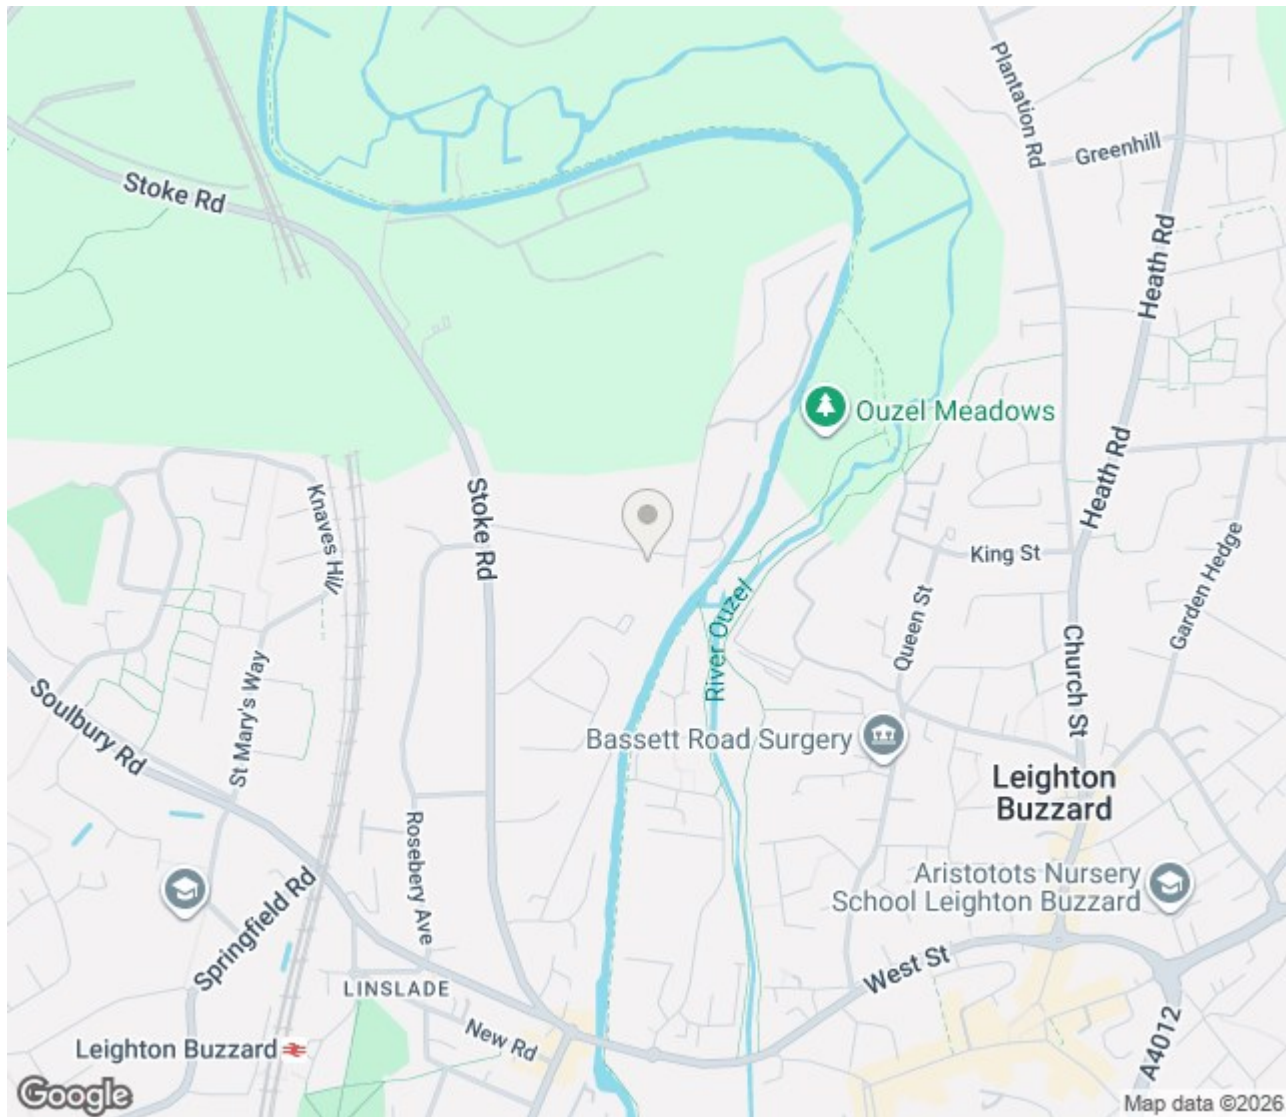 Plantation Rd
Greenhill
Stoke Rd
Heath Rd
Ouzel Meadows
Heath Rd
Knaves Hill
Stoke Rd
King St
Garden Hedge
River Ouzel
Queen St
Church St
St Mary's Way
Soulbury Rd
Bassett Road Surgery
Leighton
Buzzard
Rosebery Ave
Aristotots Nursery
School Leighton Buzzard
Springfield Rd
West St
LINSLADE
New Rd
A4012
Leighton Buzzard
Google
Map data ©2026